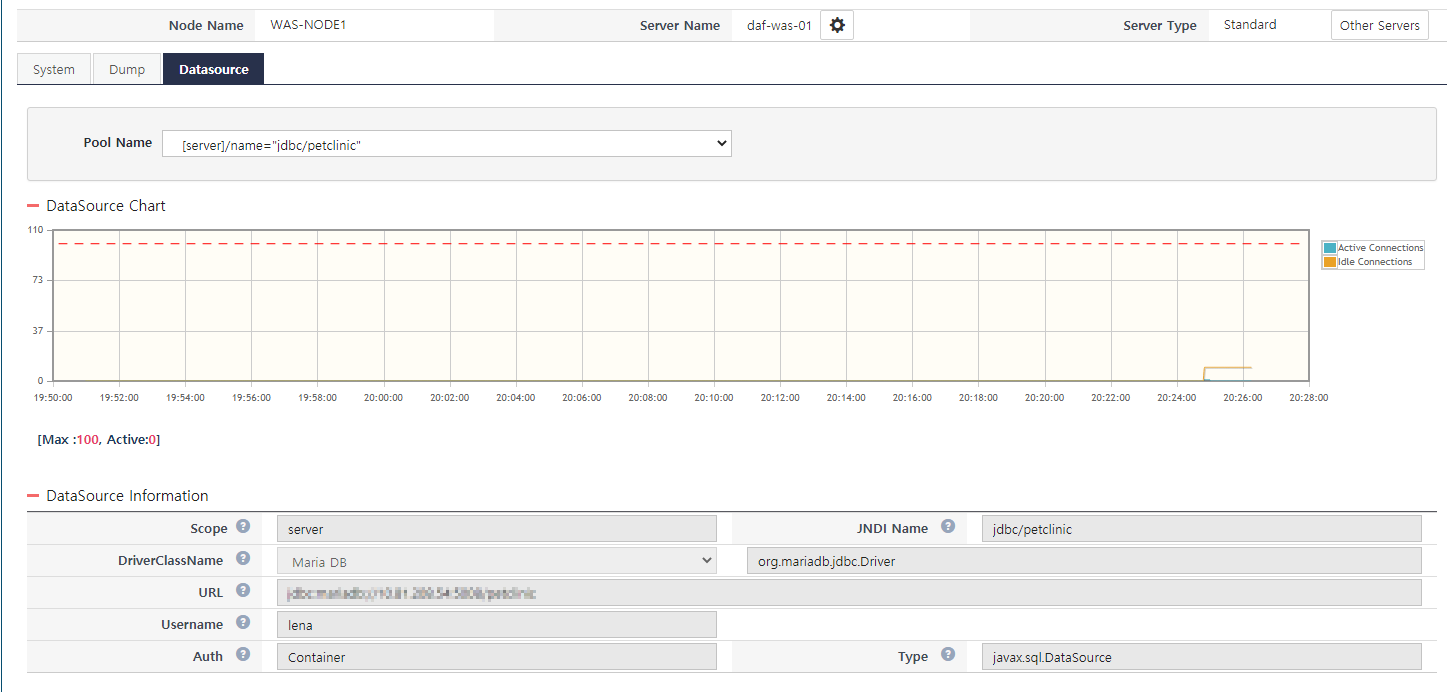 Node Name WAS-NODE1 Server Name daf-was-01 Server Type Standard Other Servers
System Dump Datasource
Pool Name [server]/name="jdbc/petclinic"
DataSource Chart
110
73
37
0
Active Connections
Idle Connections
19:50:00 19:52:00 19:54:00 19:56:00 19:58:00 20:00:00 20:02:00 20:04:00 20:06:00 20:08:00 20:10:00 20:12:00 20:14:00 20:16:00 20:18:00 20:20:00 20:22:00 20:24:00 20:26:00 20:28:00
[Max :100, Active:0]
DataSource Information
Scope ? server JNDI Name ? jdbc/petclinic
DriverClassName ? Maria DB org.mariadb.jdbc.Driver
URL ?
Username ? lena
Auth ? Container Type ? javax.sql.DataSource